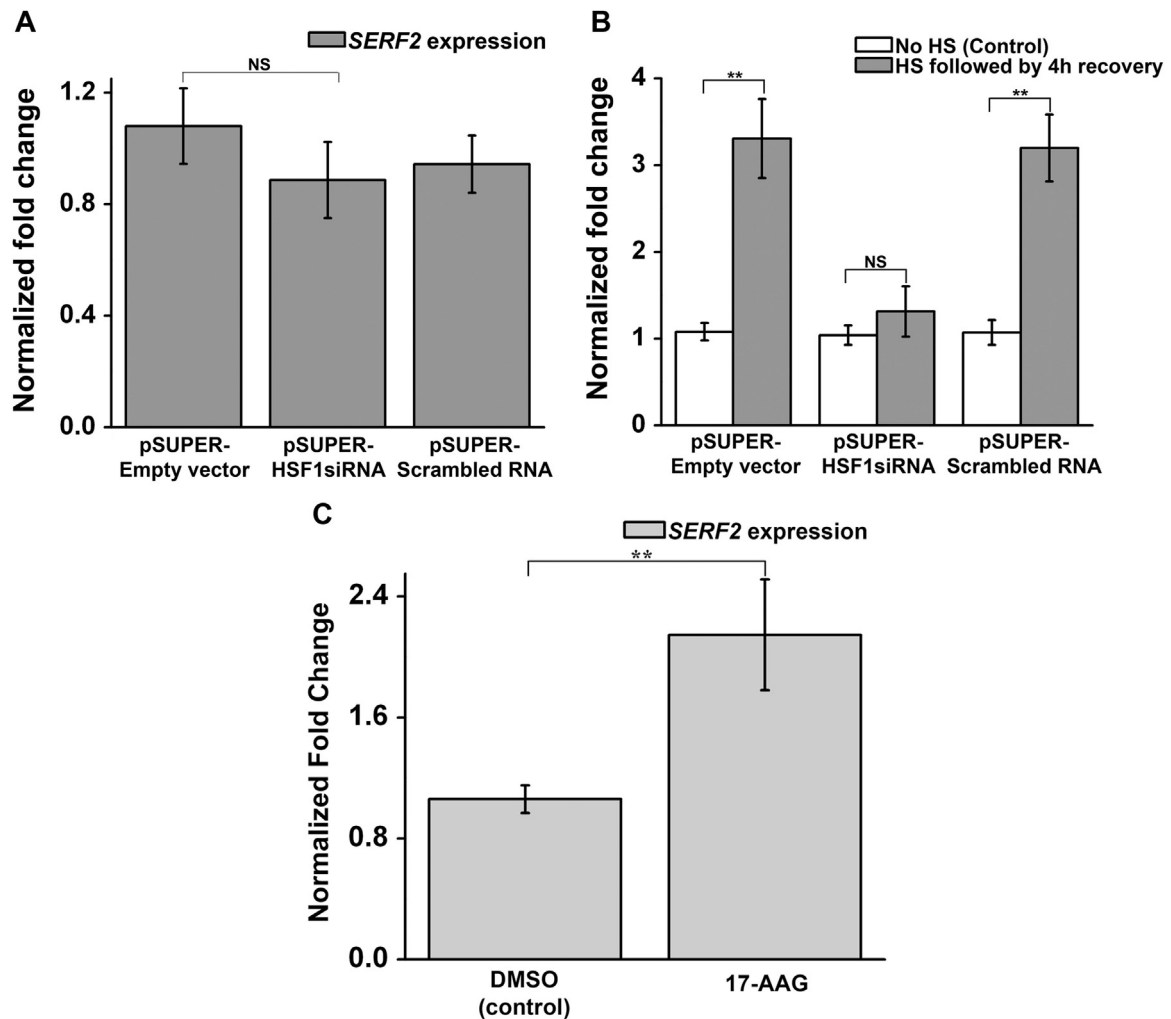 A
SERF2 expression
NS
Normalized fold change
1.2
0.8
0.4
0.0
pSUPER-
Empty vector
pSUPER-
HSF1siRNA
pSUPER-
Scrambled RNA
B
No HS (Control)
HS followed by 4h recovery
**
NS
**
Normalized fold change
4
3
2
1
0
pSUPER-
Empty vector
pSUPER-
HSF1siRNA
pSUPER-
Scrambled RNA
C
SERF2 expression
**
Normalized Fold Change
2.4
1.6
0.8
0.0
DMSO
(control)
17-AAG